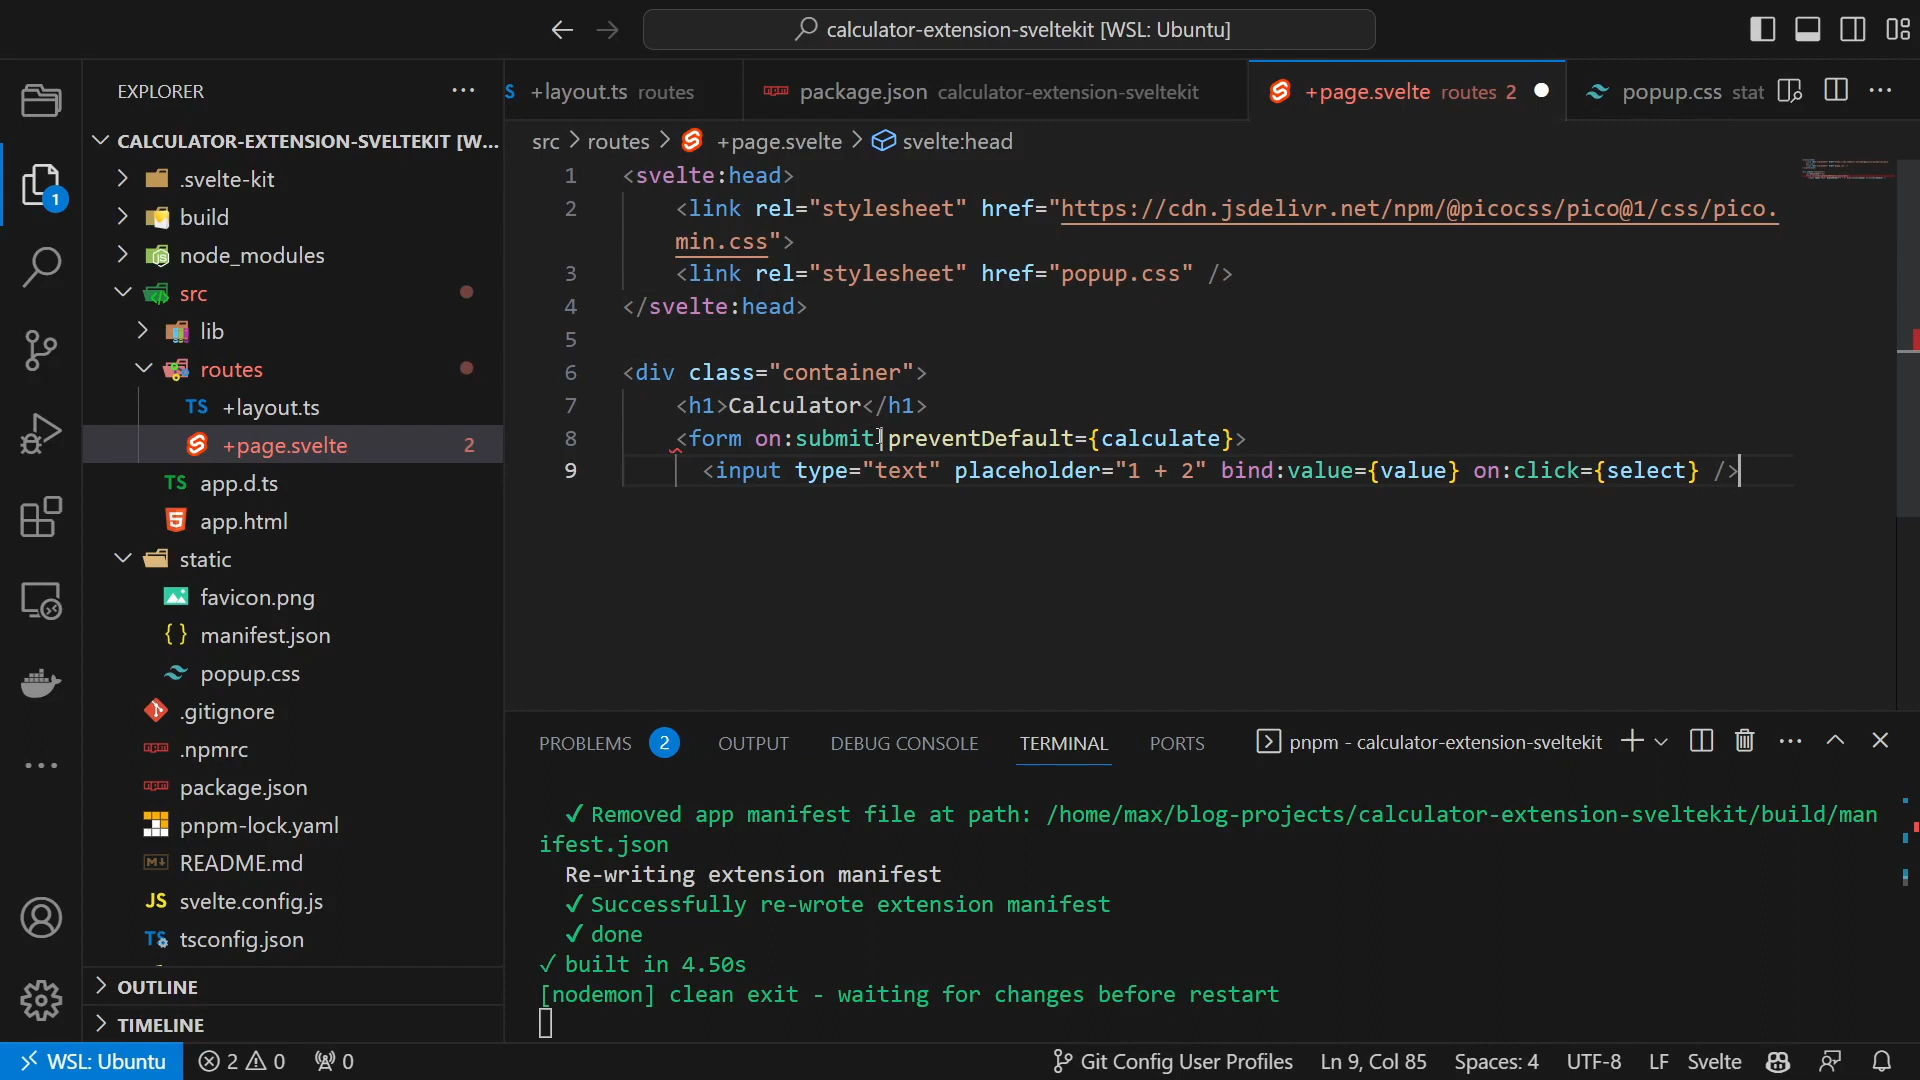 calculator-extension-sveltekit [WSL: Ubuntu]
EXPLORER
CALCULATOR-EXTENSION-SVELTEKIT [W...
.svelte-kit
build
node_modules
src
lib
routes
TS +layout.ts
+page.svelte 2
TS app.d.ts
app.html
static
favicon.png
{ } manifest.json
popup.css
.gitignore
.npmrc
package.json
pnpm-lock.yaml
README.md
JS svelte.config.js
TS tsconfig.json
OUTLINE
TIMELINE
1
+layout.ts routes
package.json calculator-extension-sveltekit
+page.svelte routes 2
popup.css stat
src > routes > +page.svelte > svelte:head
1 <svelte:head>
2 <link rel="stylesheet" href="https://cdn.jsdelivr.net/npm/@picocss/pico@1/css/pico.
min.css">
3 <link rel="stylesheet" href="popup.css" />
4 </svelte:head>
5
6 <div class="container">
7 <h1>Calculator</h1>
8 <form on:submit|preventDefault={calculate}>
9 <input type="text" placeholder="1 + 2" bind:value={value} on:click={select} />
PROBLEMS 2 OUTPUT DEBUG CONSOLE TERMINAL PORTS pnpm - calculator-extension-sveltekit
✓ Removed app manifest file at path: /home/max/blog-projects/calculator-extension-sveltekit/build/man
ifest.json
Re-writing extension manifest
✓ Successfully re-wrote extension manifest
✓ done
✓ built in 4.50s
[nodemon] clean exit - waiting for changes before restart
WSL: Ubuntu 2 0 0 Git Config User Profiles Ln 9, Col 85 Spaces: 4 UTF-8 LF Svelte